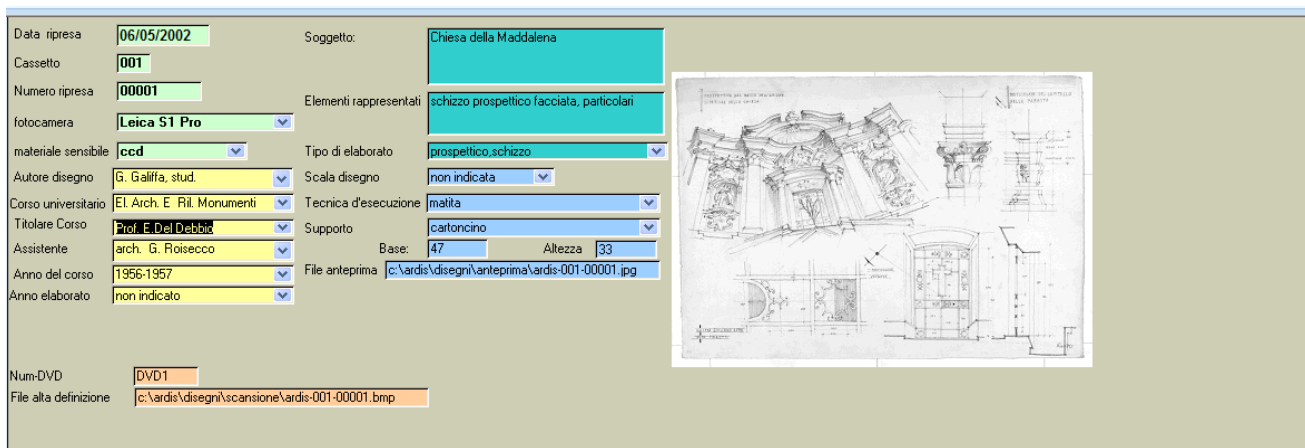 Data ripresa 06/05/2002
Cassetto 001
Numero ripresa 00001
fotocamera Leica S1 Pro
materiale sensibile ccd
Autore disegno G. Galiffa, stud.
Corso universitario El. Arch. E Ril. Monumenti
Titolare Corso Prof. E.Del Debbio
Assistente arch. G. Roisecco
Anno del corso 1956-1957
Anno elaborato non indicato
Soggetto: Chiesa della Maddalena
Elementi rappresentati schizzo prospettico facciata, particolari
Tipo di elaborato prospettico,schizzo
Scala disegno non indicata
Tecnica d'esecuzione matita
Supporto cartoncino
Base: 47 Altezza 33
File anteprima c:\ardis\disegni\anteprima\ardis-001-00001.jpg
Num-DVD DVD1
File alta definizione c:\ardis\disegni\scansione\ardis-001-00001.bmp